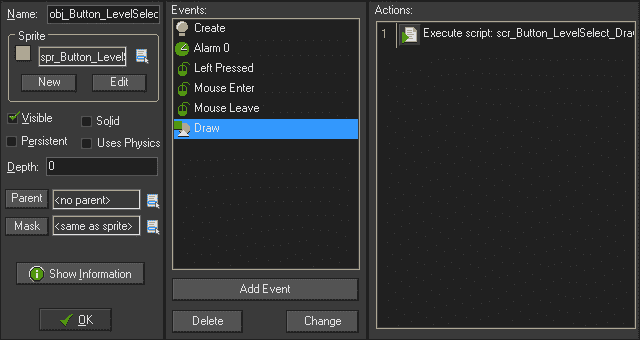 Name: obj_Button_LevelSelect
Sprite
spr_Button_Level
New Edit
Visible Solid
Persistent Uses Physics
Depth: 0
Parent <no parent>
Mask <same as sprite>
Show Information
OK
Events:
Create
Alarm 0
Left Pressed
Mouse Enter
Mouse Leave
Draw
Add Event
Delete Change
Actions:
1 Execute script: scr_Button_LevelSelect_Dra